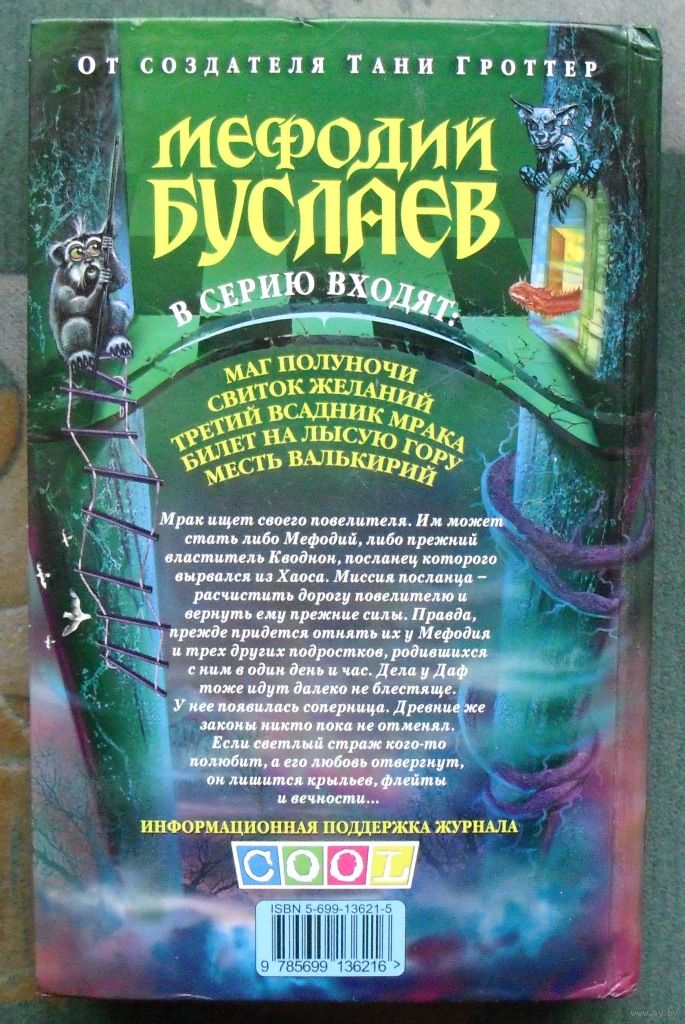 От создателя Тани Гроттер
МЕФОДИЙ
БУСЛАЕВ
В СЕРИЮ ВХОДЯТ:
МАГ ПОЛУНОЧИ
СВИТОК ЖЕЛАНИЙ
ТРЕТИЙ ВСАДНИК МРАКА
БИЛЕТ НА ЛЫСУЮ ГОРУ
МЕСТЬ ВАЛЬКИРИЙ
Мрак ищет своего повелителя. Им может
стать либо Мефодий, либо прежний
властитель Кводнон, посланец которого
вырвался из Хаоса. Миссия посланца –
расчистить дорогу повелителю и
вернуть ему прежние силы. Правда,
прежде придется отнять их у Мефодия
и трех других подростков, родившихся
с ним в один день и час. Дела у Даф
тоже идут далеко не блестяще.
У нее появилась соперница. Древние же
законы никто пока не отменял.
Если светлый страж кого-то
полюбит, а его любовь отвергнут,
он лишится крыльев, флейты
и вечности...
ИНФОРМАЦИОННАЯ ПОДДЕРЖКА ЖУРНАЛА
COOL
ISBN 5-699-13621-5
9 785699 136216 >
www.ay.by